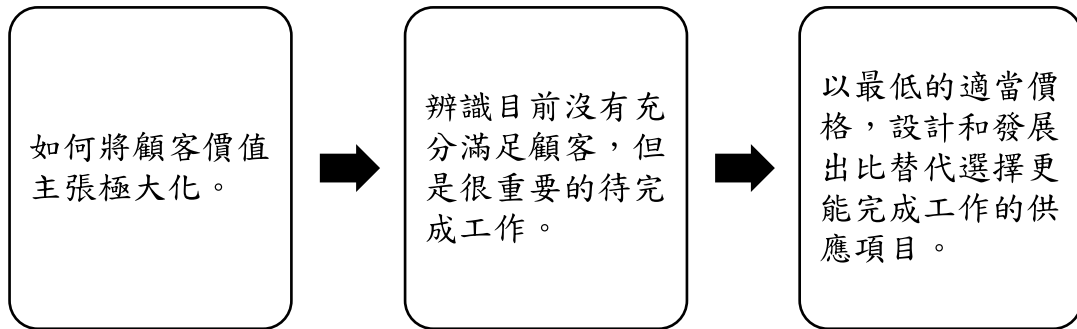 如何將顧客價值
主張極大化。
辨識目前沒有充
分滿足顧客，但
是很重要的待完
成工作。
以最低的適當價
格，設計和發展
出比替代選擇更
能完成工作的供
應項目。